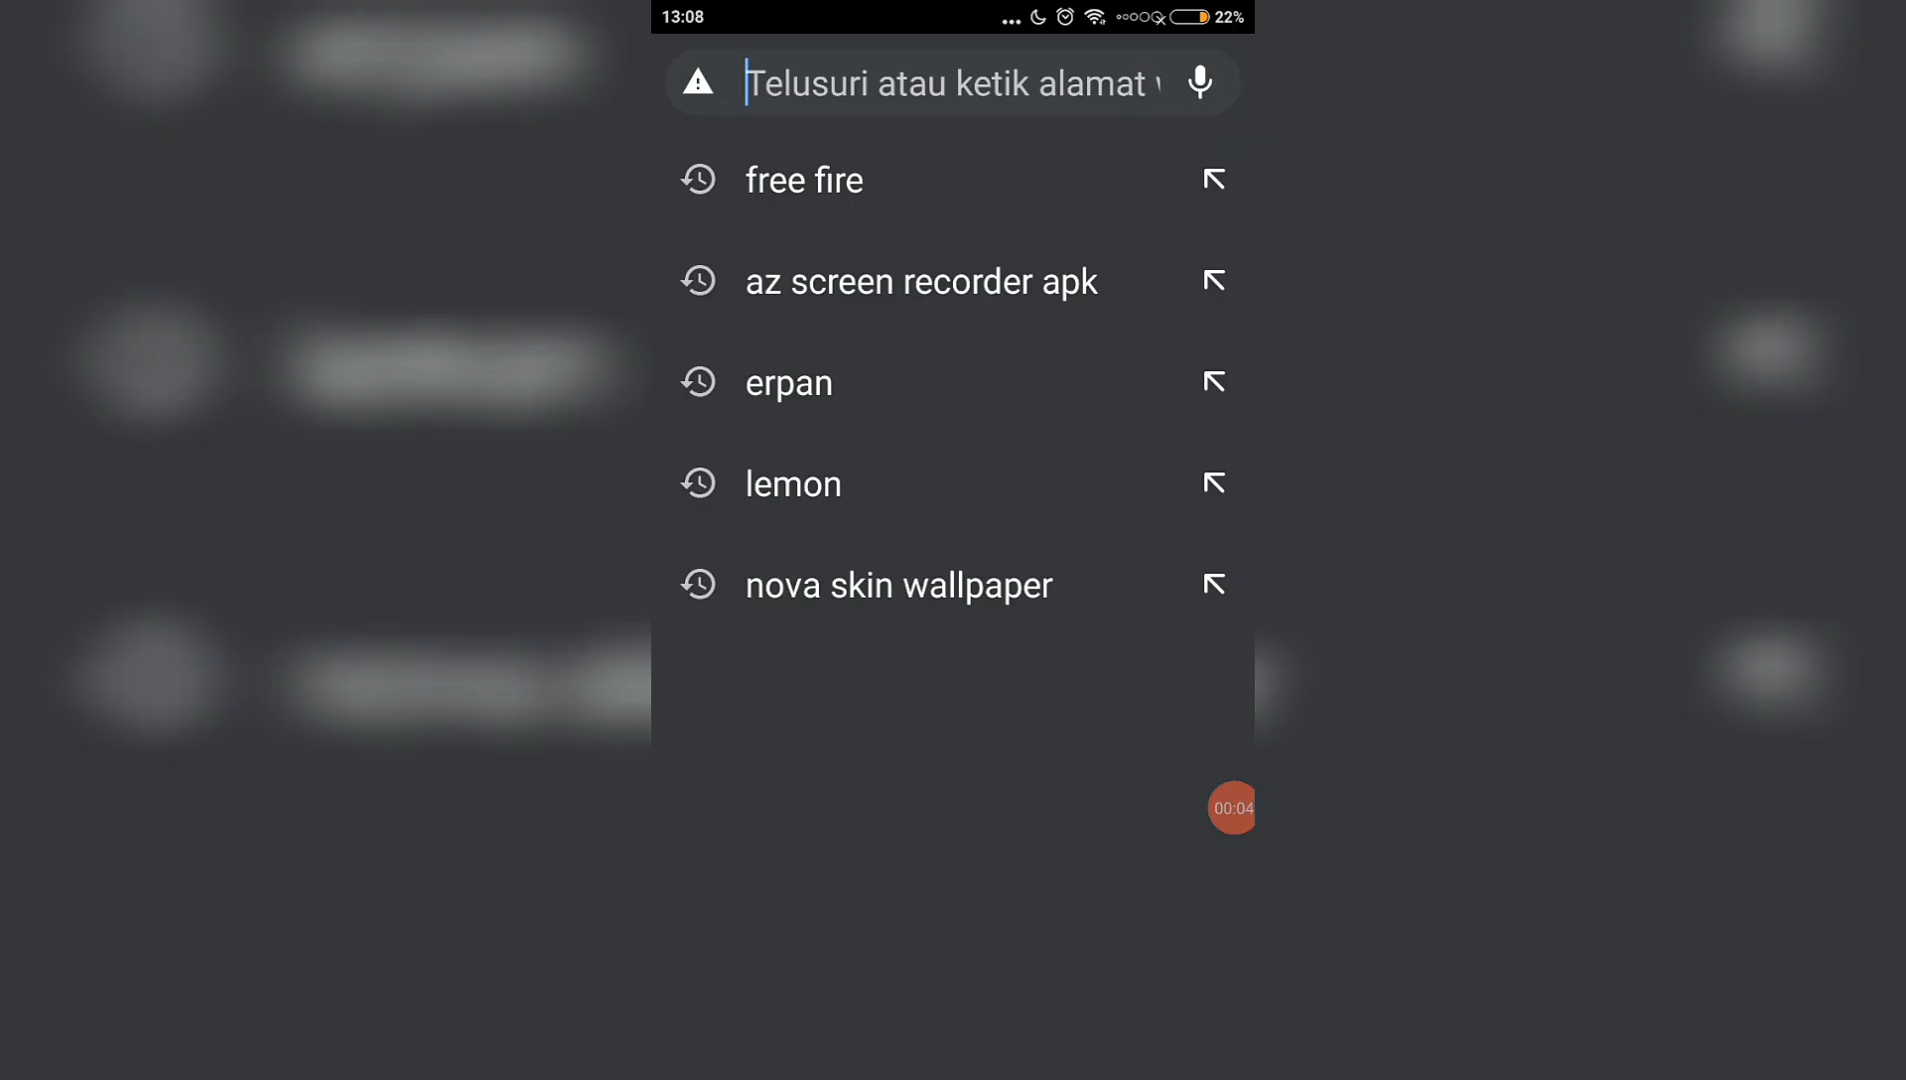 13:08
22%
Telusuri atau ketik alamat
free fire
az screen recorder apk
erpan
lemon
nova skin wallpaper
00:04